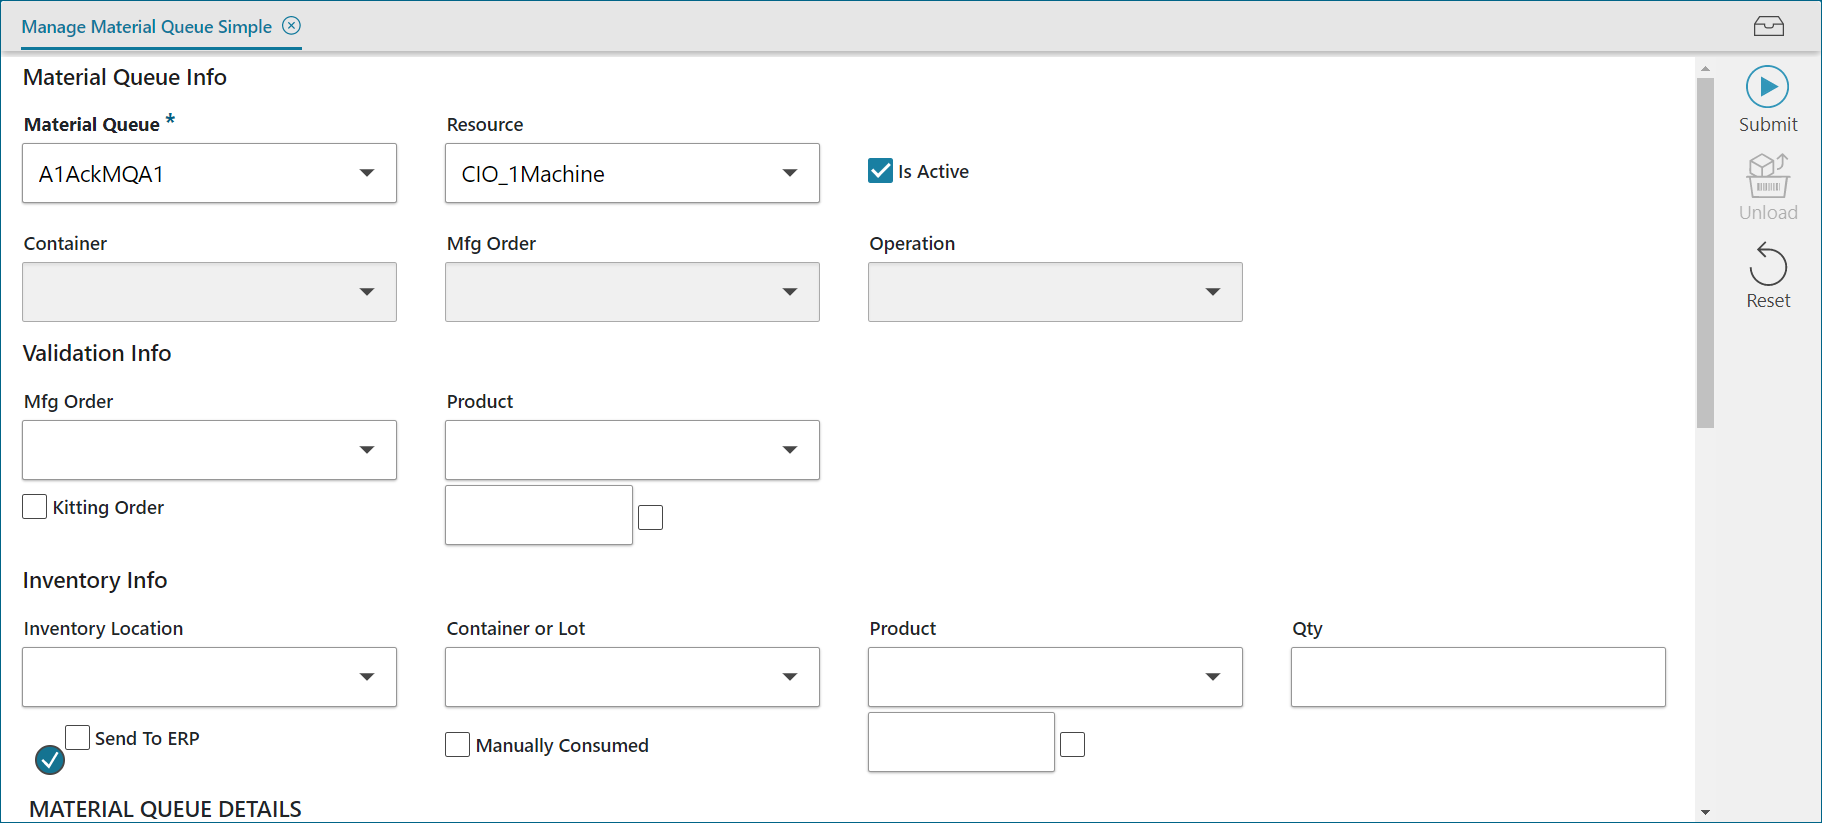 Manage Material Queue Simple
Material Queue Info
Material Queue *
Resource
A1AckMQA1
CIO_1Machine
Is Active
Container
Mfg Order
Operation
Validation Info
Mfg Order
Product
Kitting Order
Inventory Info
Inventory Location
Container or Lot
Product
Qty
Send To ERP
Manually Consumed
MATERIAL QUEUE DETAILS
Submit
Unload
Reset